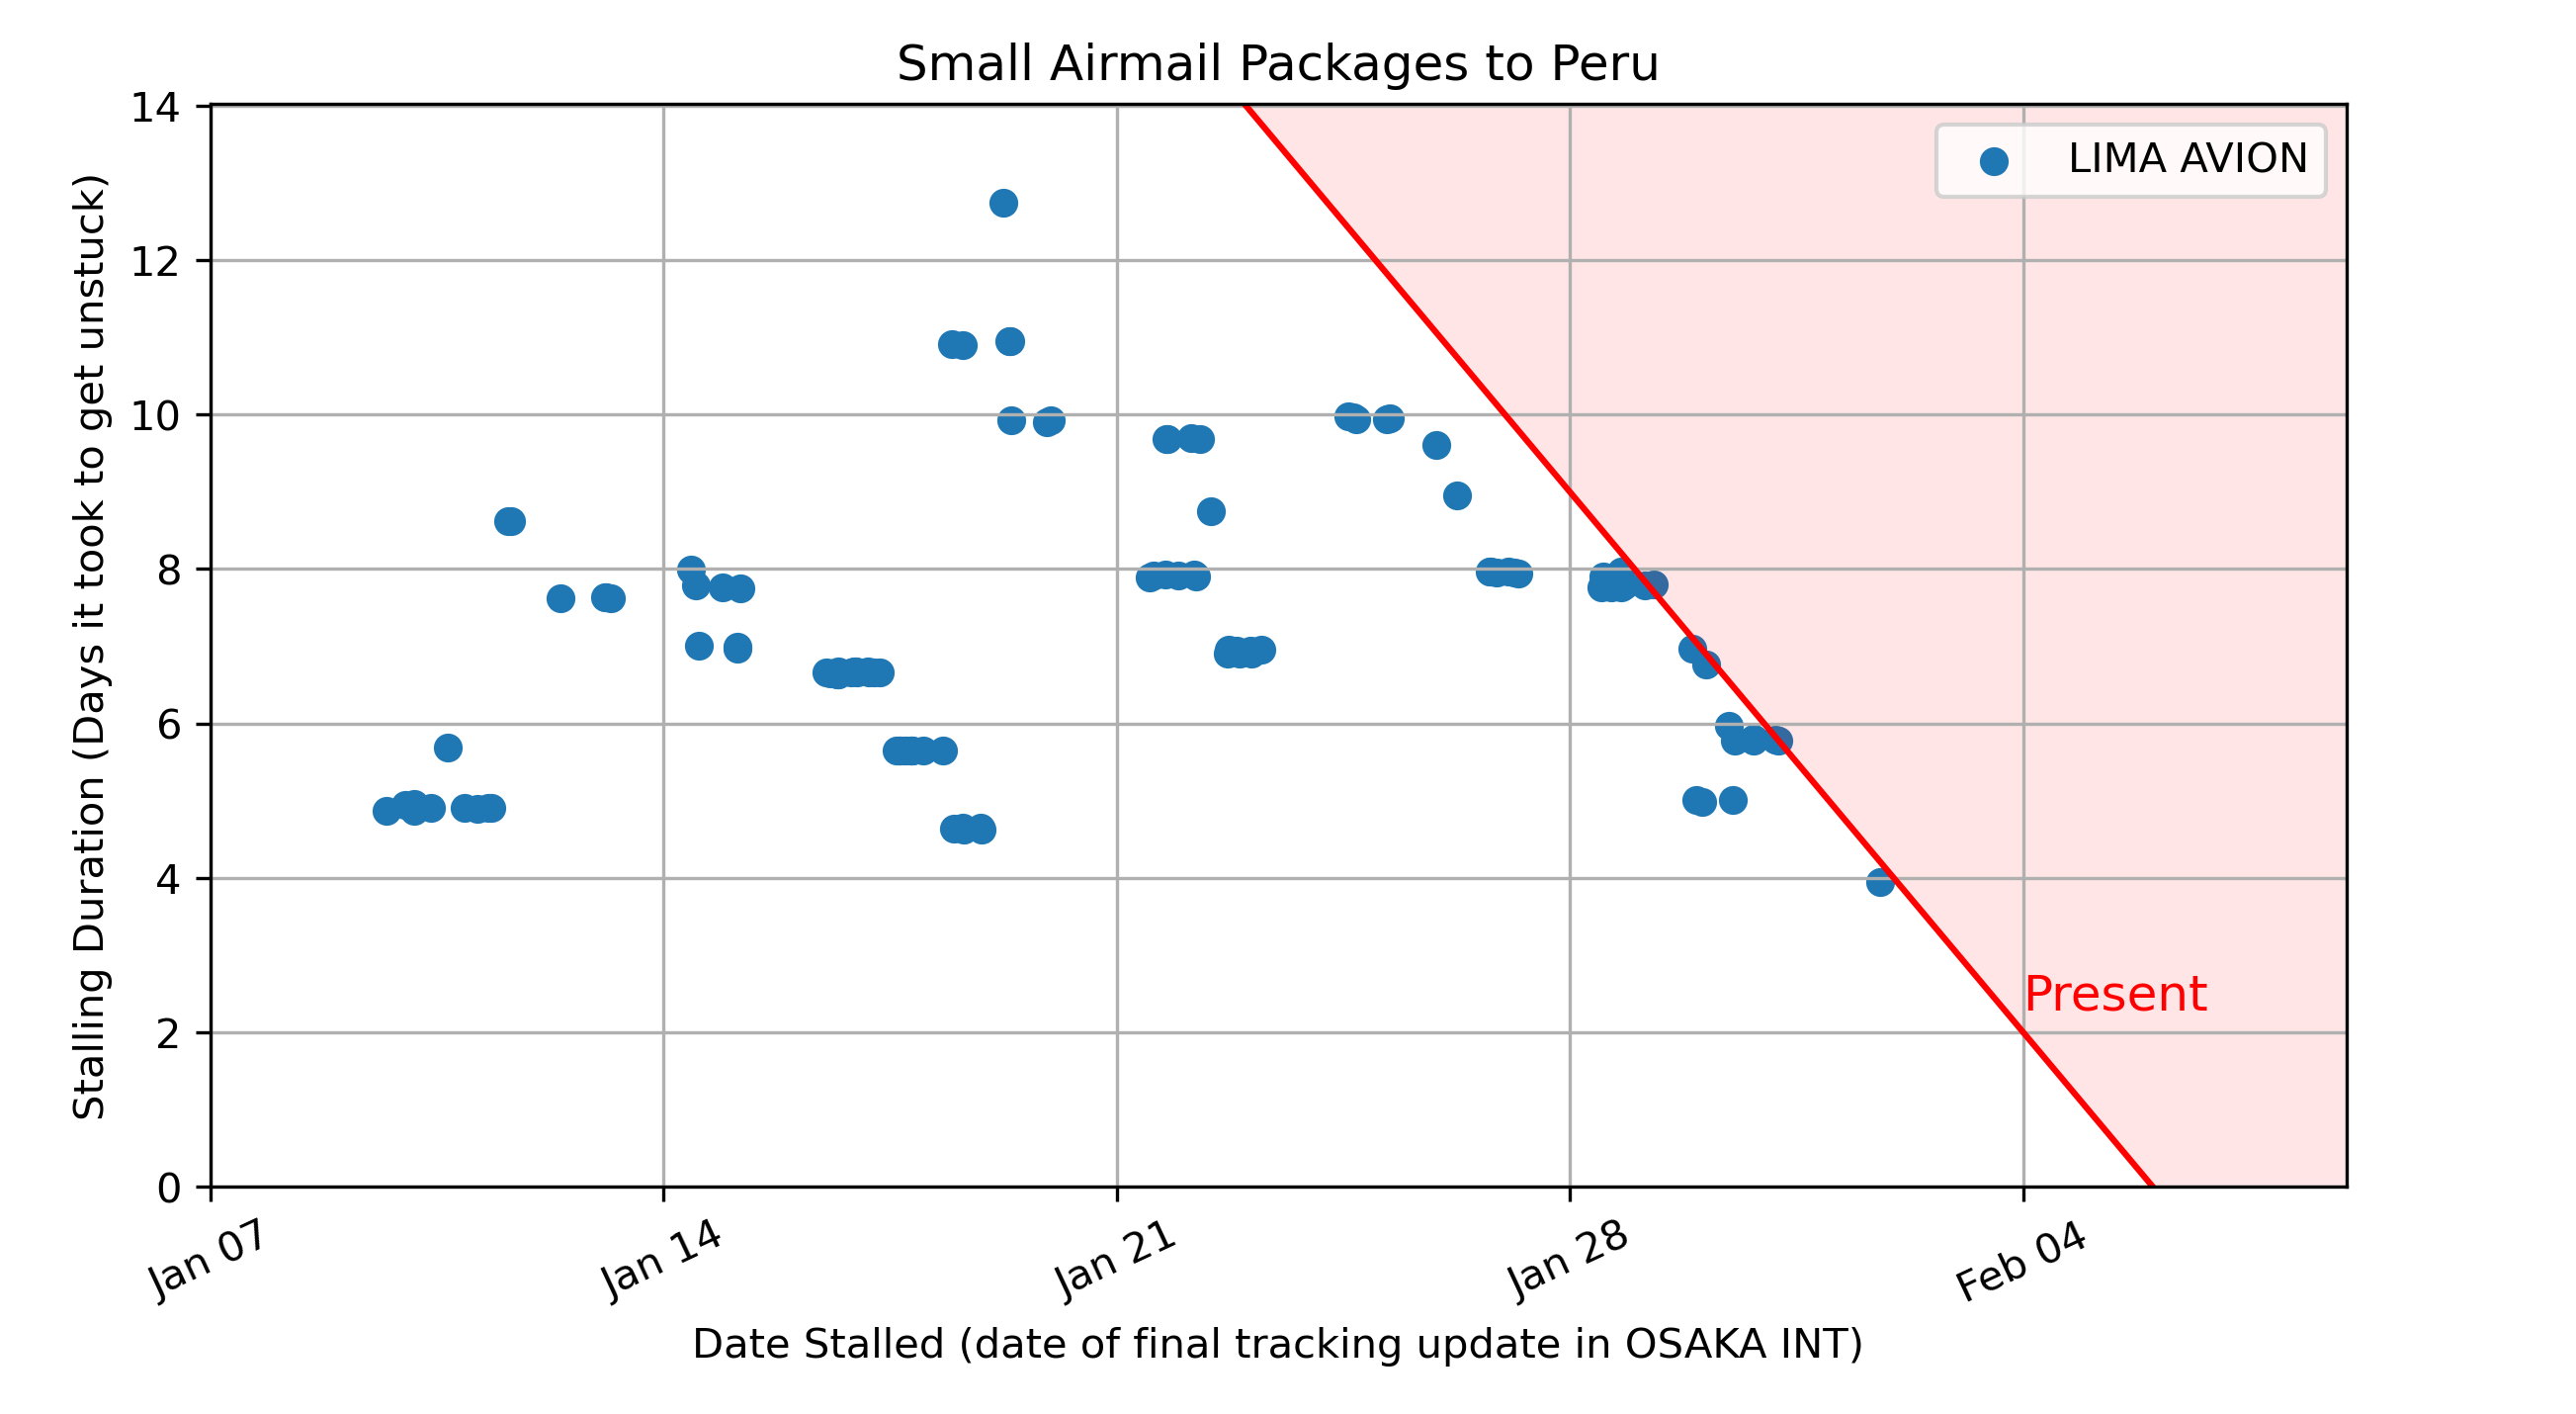 Small Airmail Packages to Peru
14
12
10
8
6
4
2
0
Stalling Duration (Days it took to get unstuck)
LIMA AVION
Present
Jan 07
Jan 14
Jan 21
Jan 28
Feb 04
Date Stalled (date of final tracking update in OSAKA INT)